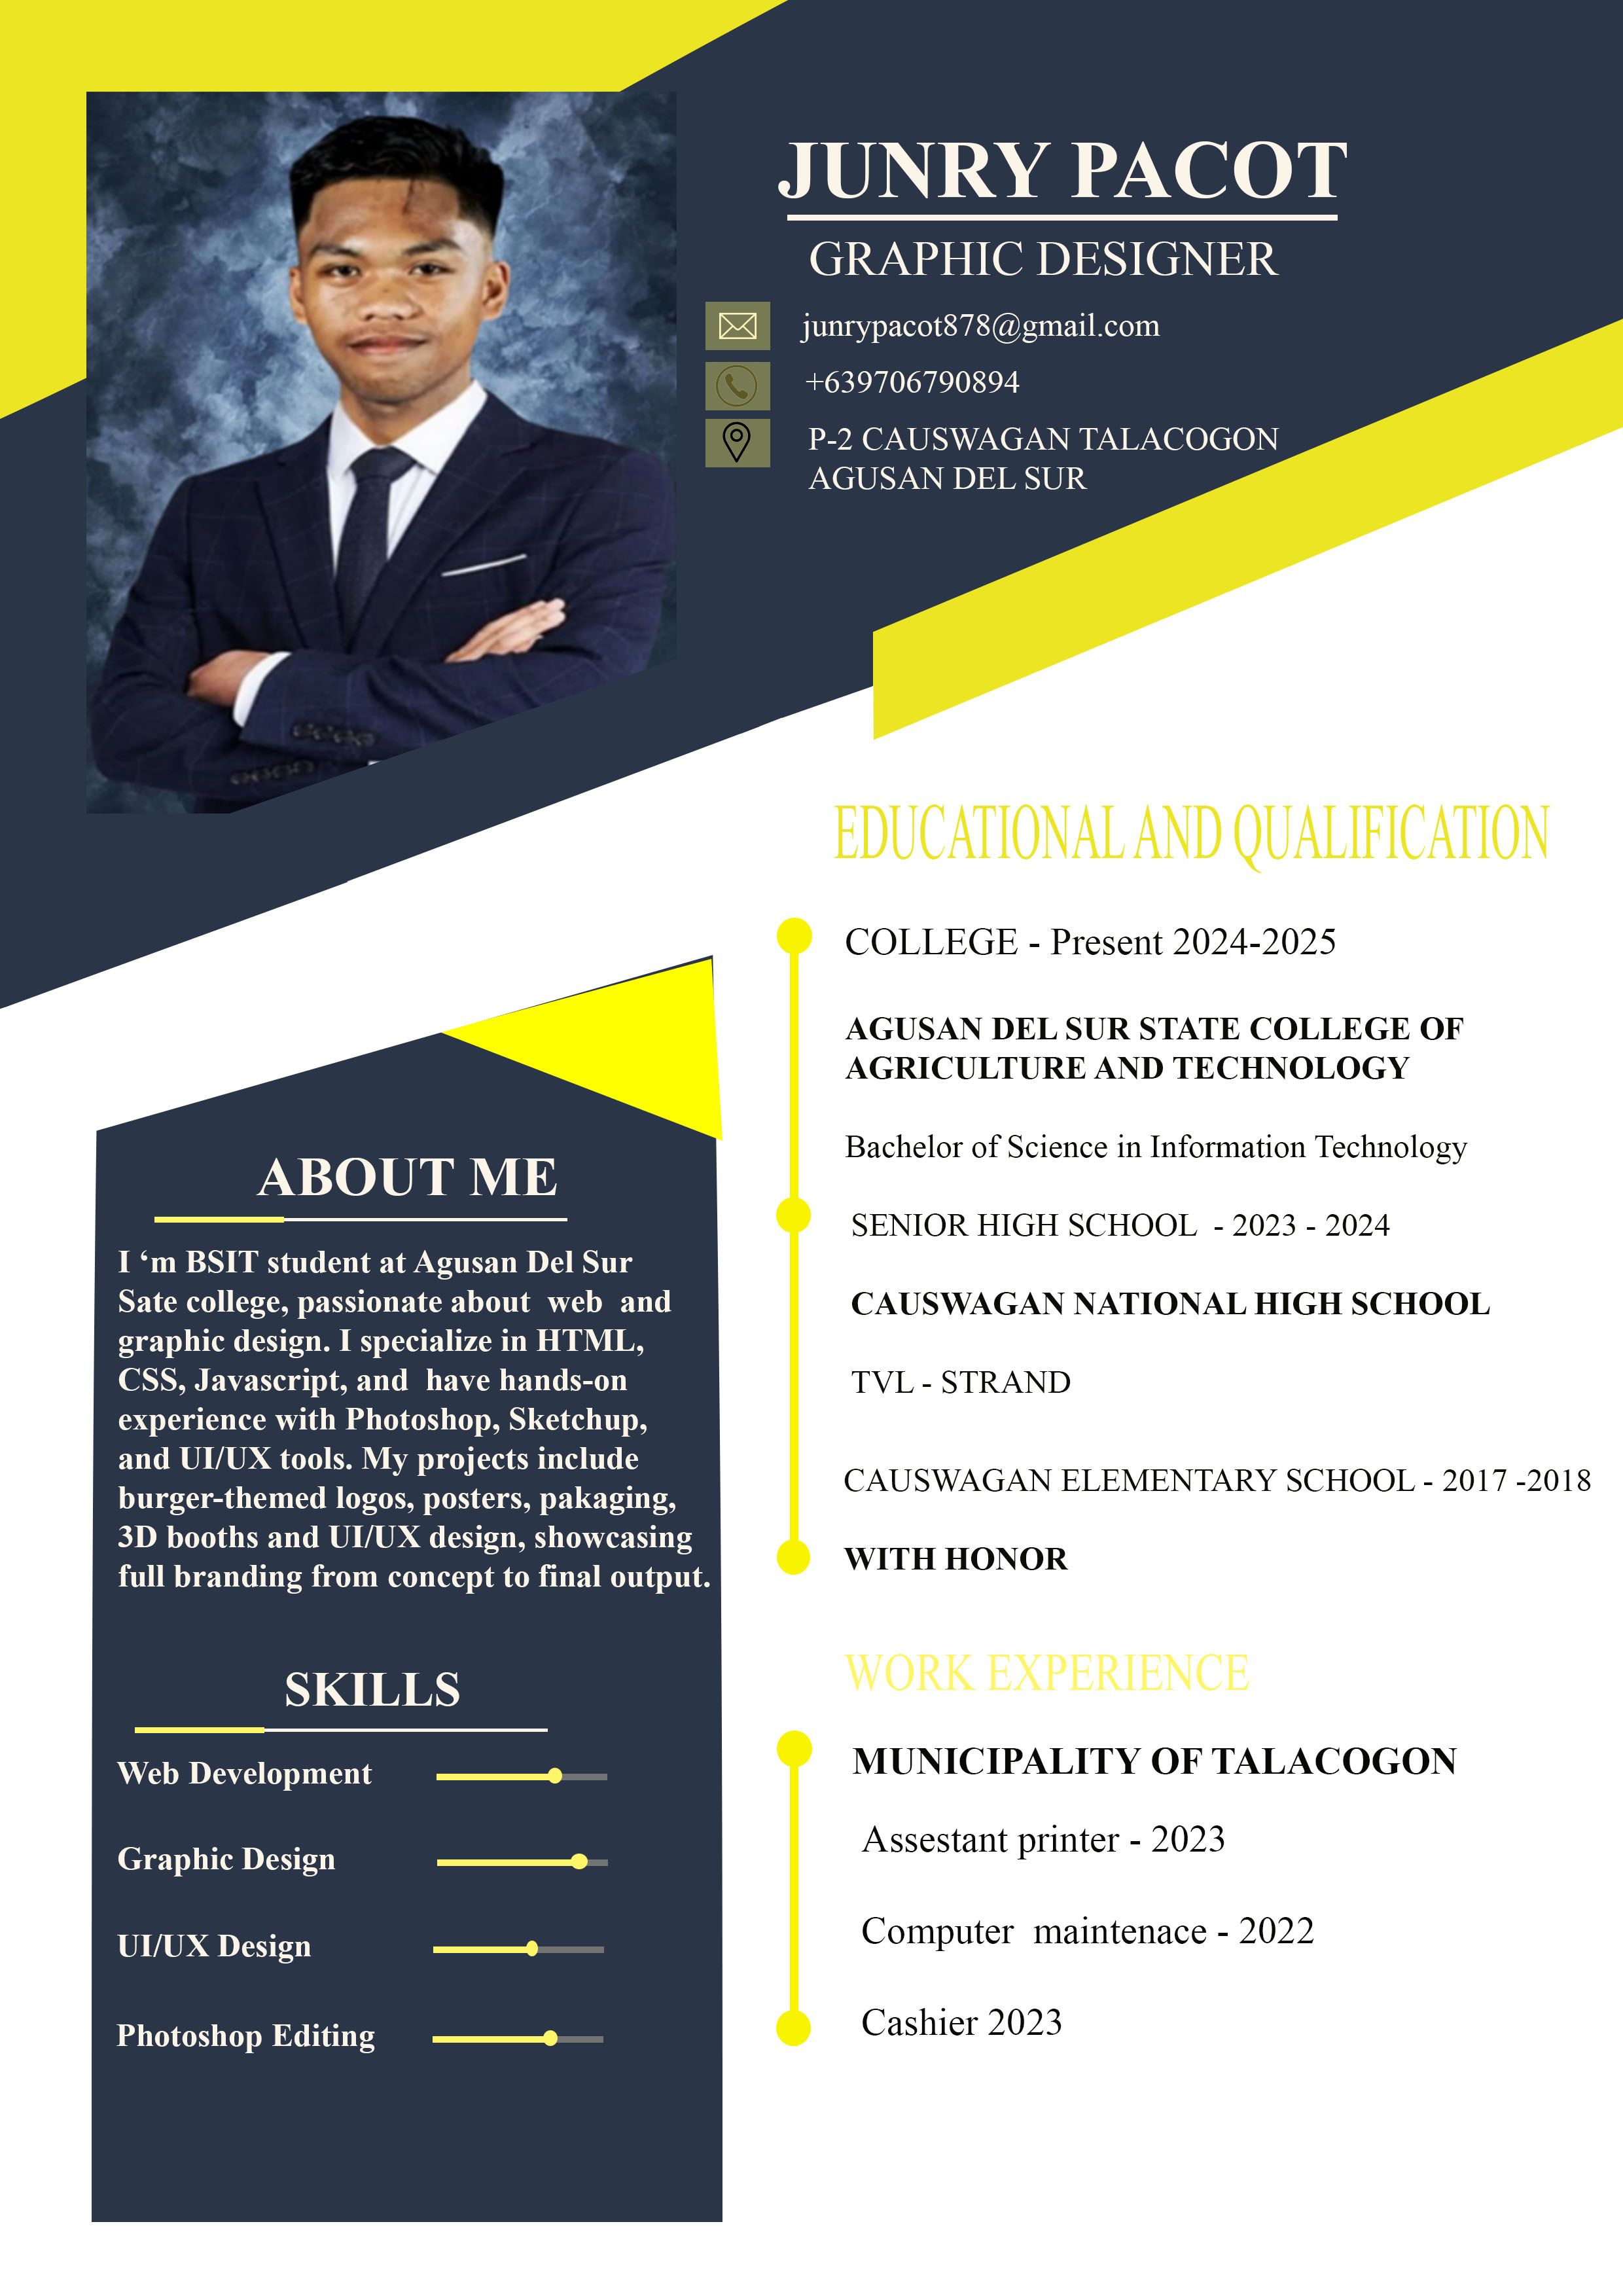 JUNRY PACOT
GRAPHIC DESIGNER
junrypacot878@gmail.com
+639706790894
P-2 CAUSWAGAN TALACOGON
AGUSAN DEL SUR
EDUCATIONAL AND QUALIFICATION
COLLEGE - Present 2024-2025
AGUSAN DEL SUR STATE COLLEGE OF
AGRICULTURE AND TECHNOLOGY
Bachelor of Science in Information Technology
SENIOR HIGH SCHOOL  - 2023 - 2024
CAUSWAGAN NATIONAL HIGH SCHOOL
TVL - STRAND
CAUSWAGAN ELEMENTARY SCHOOL - 2017 -2018
WITH HONOR
WORK EXPERIENCE
MUNICIPALITY OF TALACOGON
Assestant printer - 2023
Computer  maintenace - 2022
Cashier 2023
ABOUT ME
I ‘m BSIT student at Agusan Del Sur
Sate college, passionate about  web  and
graphic design. I specialize in HTML,
CSS, Javascript, and  have hands-on
experience with Photoshop, Sketchup,
and UI/UX tools. My projects include
burger-themed logos, posters, pakaging,
3D booths and UI/UX design, showcasing
full branding from concept to final output.
SKILLS
Web Development
Graphic Design
UI/UX Design
Photoshop Editing